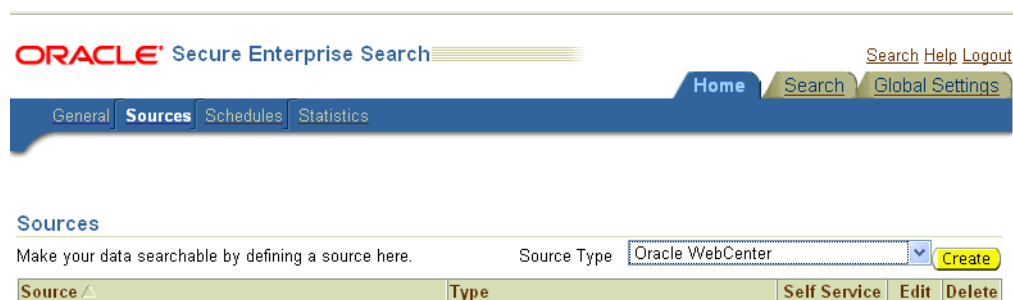 ORACLE Secure Enterprise Search
Search Help Logout
Home Search Global Settings
General Sources Schedules Statistics
Sources
Make your data searchable by defining a source here. Source Type Oracle WebCenter Create
Source Type Self Service Edit Delete